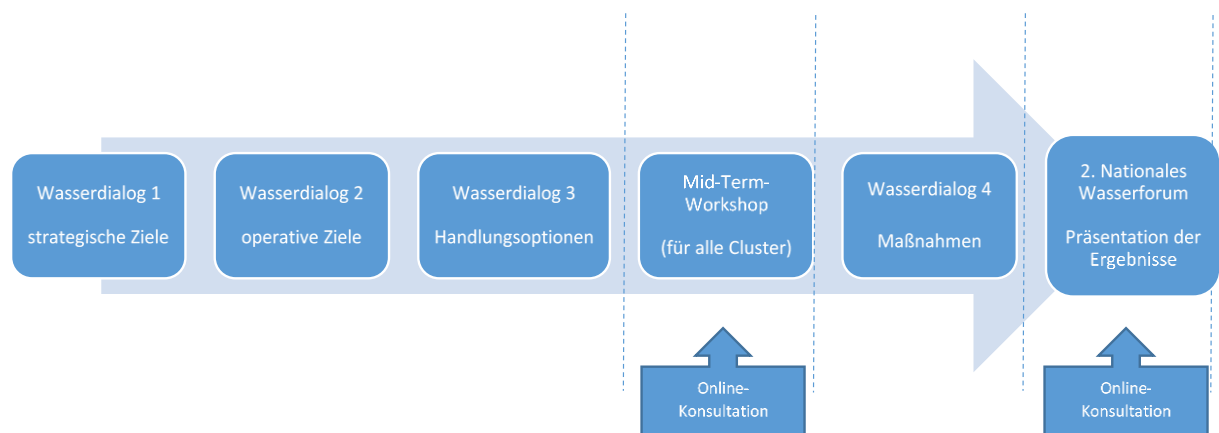 Wasserdialog 1
strategische Ziele
Wasserdialog 2
operative Ziele
Wasserdialog 3
Handlungsoptionen
Mid-Term-
Workshop
(für alle Cluster)
Wasserdialog 4
Maßnahmen
2. Nationales
Wasserforum
Präsentation der
Ergebnisse
Online-
Konsultation
Online-
Konsultation